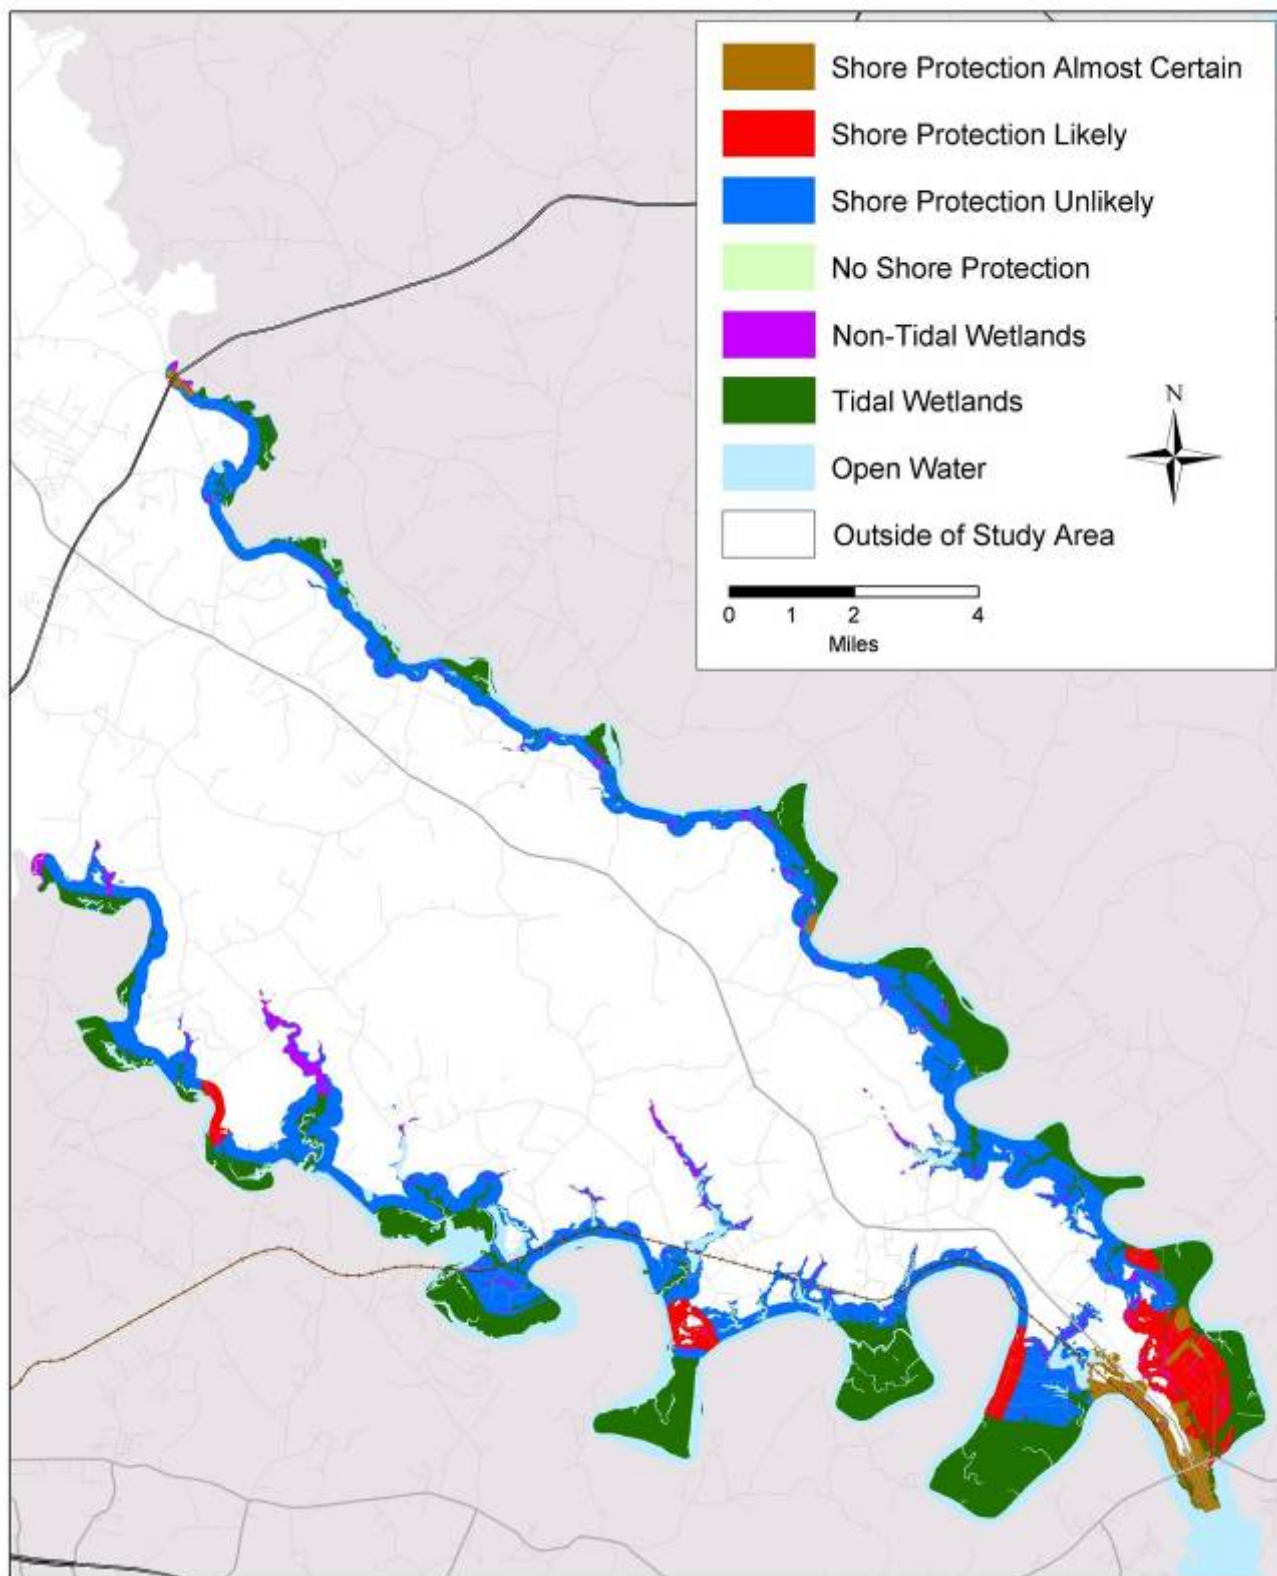 Shore Protection Almost Certain
Shore Protection Likely
Shore Protection Unlikely
No Shore Protection
Non-Tidal Wetlands
Tidal Wetlands
Open Water
Outside of Study Area
N
0 1 2 4
Miles